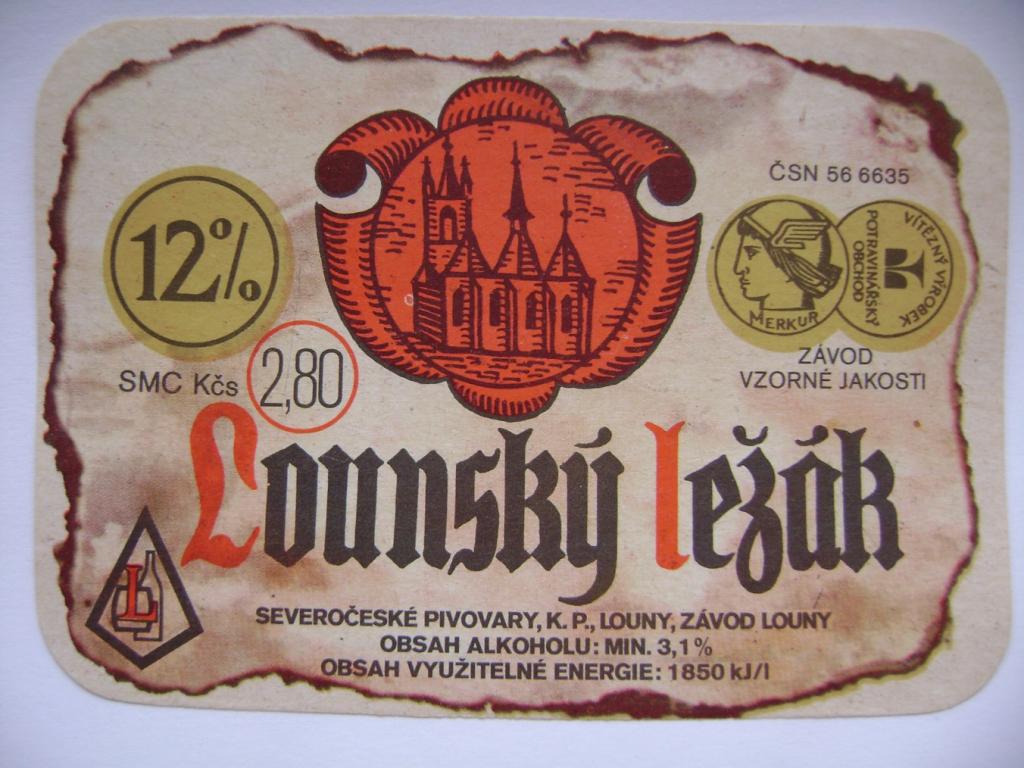 12%
SMC Kčs 2,80
ČSN 56 6635
MERKUR
POTRAVINÁŘSKÝ
OBCHOD
VÍTĚZNÝ VÝROBEK
ZÁVOD
VZORNÉ JAKOSTI
Lounský ležák
L
SEVEROČESKÉ PIVOVARY, K. P., LOUNY, ZÁVOD LOUNY
OBSAH ALKOHOLU: MIN. 3,1%
OBSAH VYUŽITELNÉ ENERGIE: 1850 kJ/l